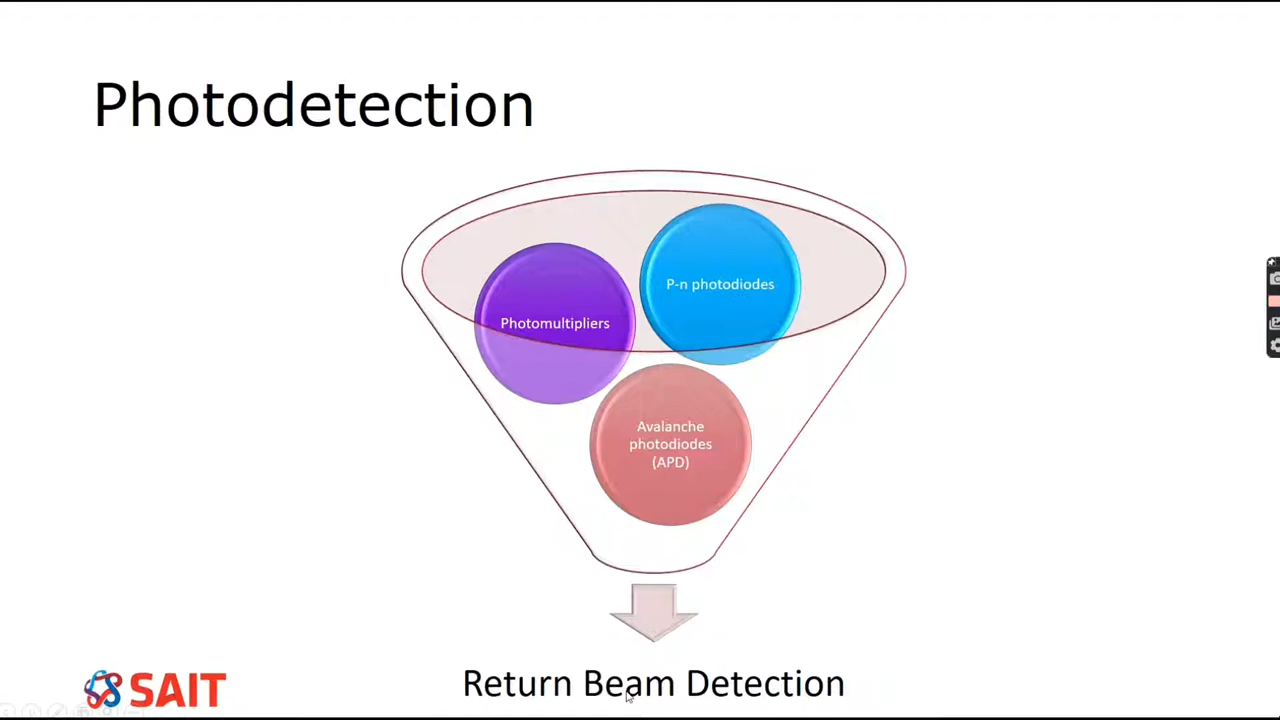 Photodetection
P-n photodiodes
Photomultipliers
Avalanche
photodiodes
(APD)
Return Beam Detection
SAIT